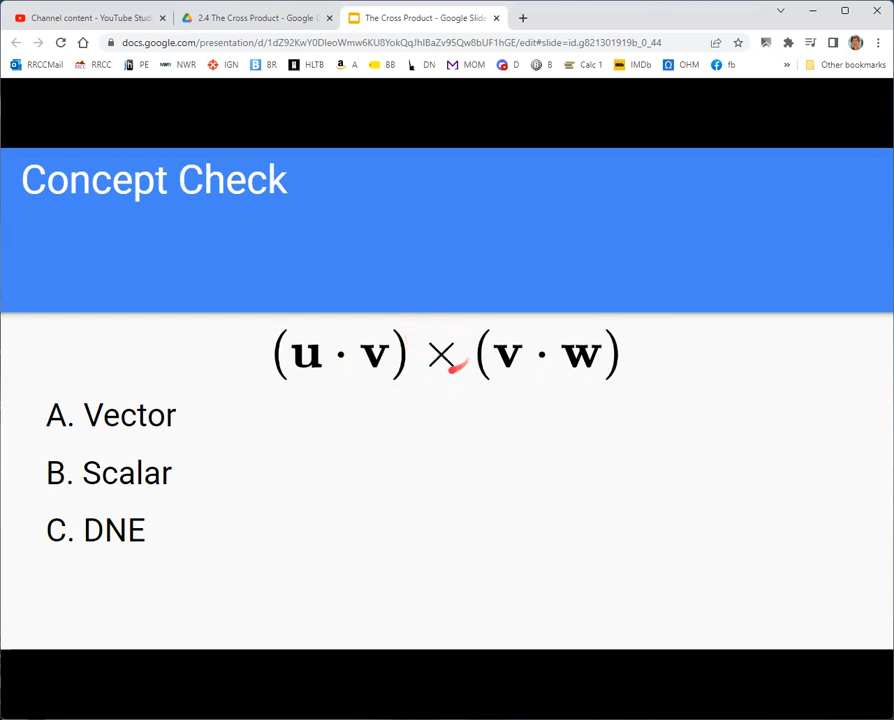 Channel content - YouTube Stud
2.4 The Cross Product - Google D
The Cross Product - Google Slide
docs.google.com/presentation/d/1dZ92KwY0DleoWmw6KU8YokQqJhIBaZv95Qw8bUF1hGE/edit#slide=id.g821301919b_0_44
RRCCMail RRCC PE NWR IGN BR HLTB A BB DN MOM D B Calc 1 IMDb OHM fb » Other bookmarks
Concept Check
(u · v) × (v · w)
A. Vector
B. Scalar
C. DNE